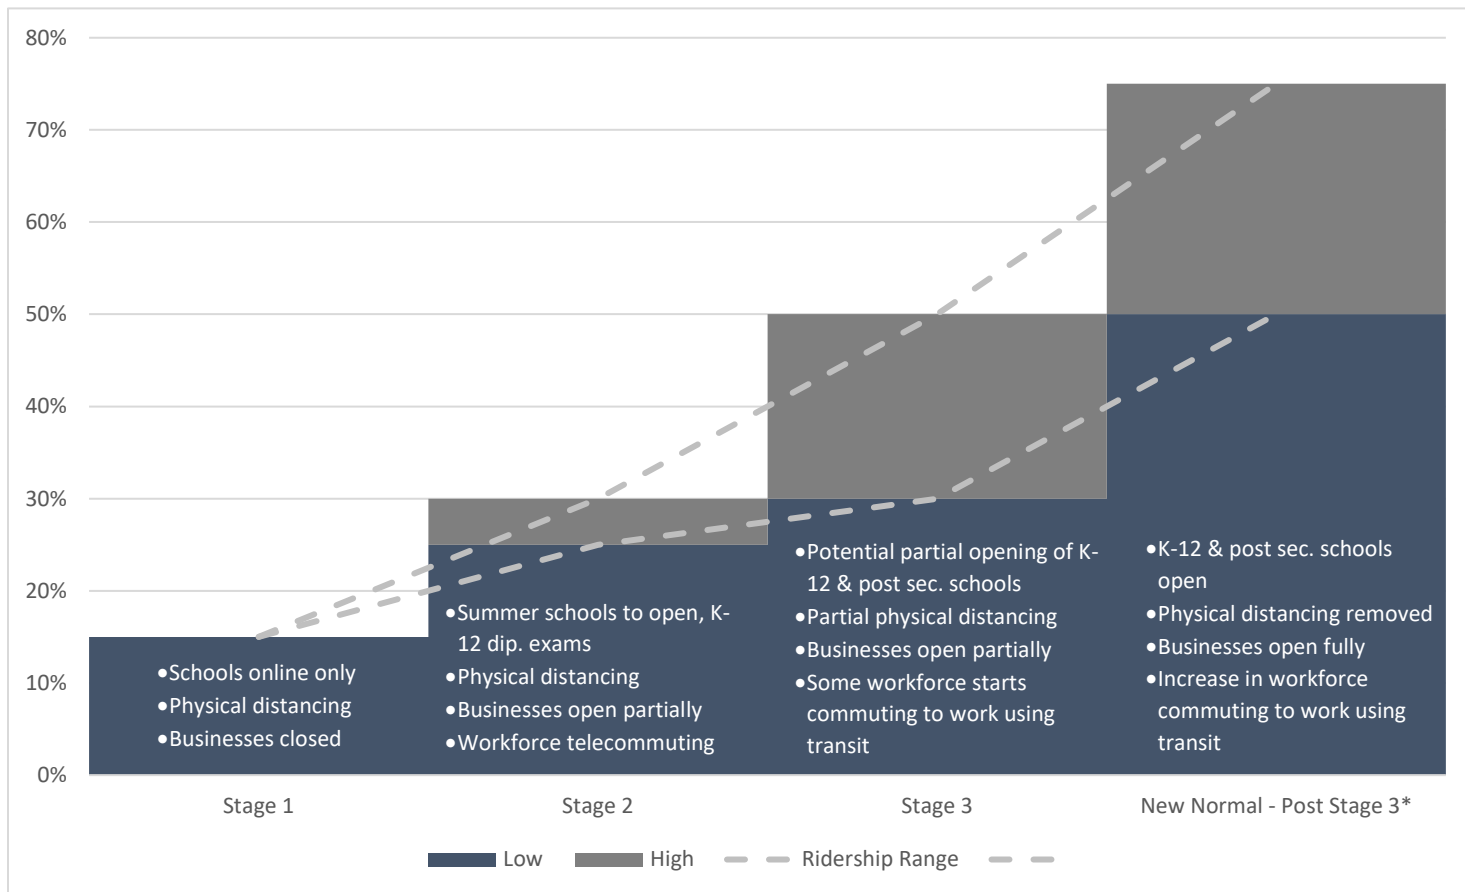 80%
70%
60%
50%
40%
30%
20%
10%
0%
•Schools online only
•Physical distancing
•Businesses closed
•Summer schools to open, K-
12 dip. exams
•Physical distancing
•Businesses open partially
•Workforce telecommuting
•Potential partial opening of K-
12 & post sec. schools
•Partial physical distancing
•Businesses open partially
•Some workforce starts
commuting to work using
transit
•K-12 & post sec. schools
open
•Physical distancing removed
•Businesses open fully
•Increase in workforce
commuting to work using
transit
Stage 1
Stage 2
Stage 3
New Normal - Post Stage 3*
Low
High
Ridership Range